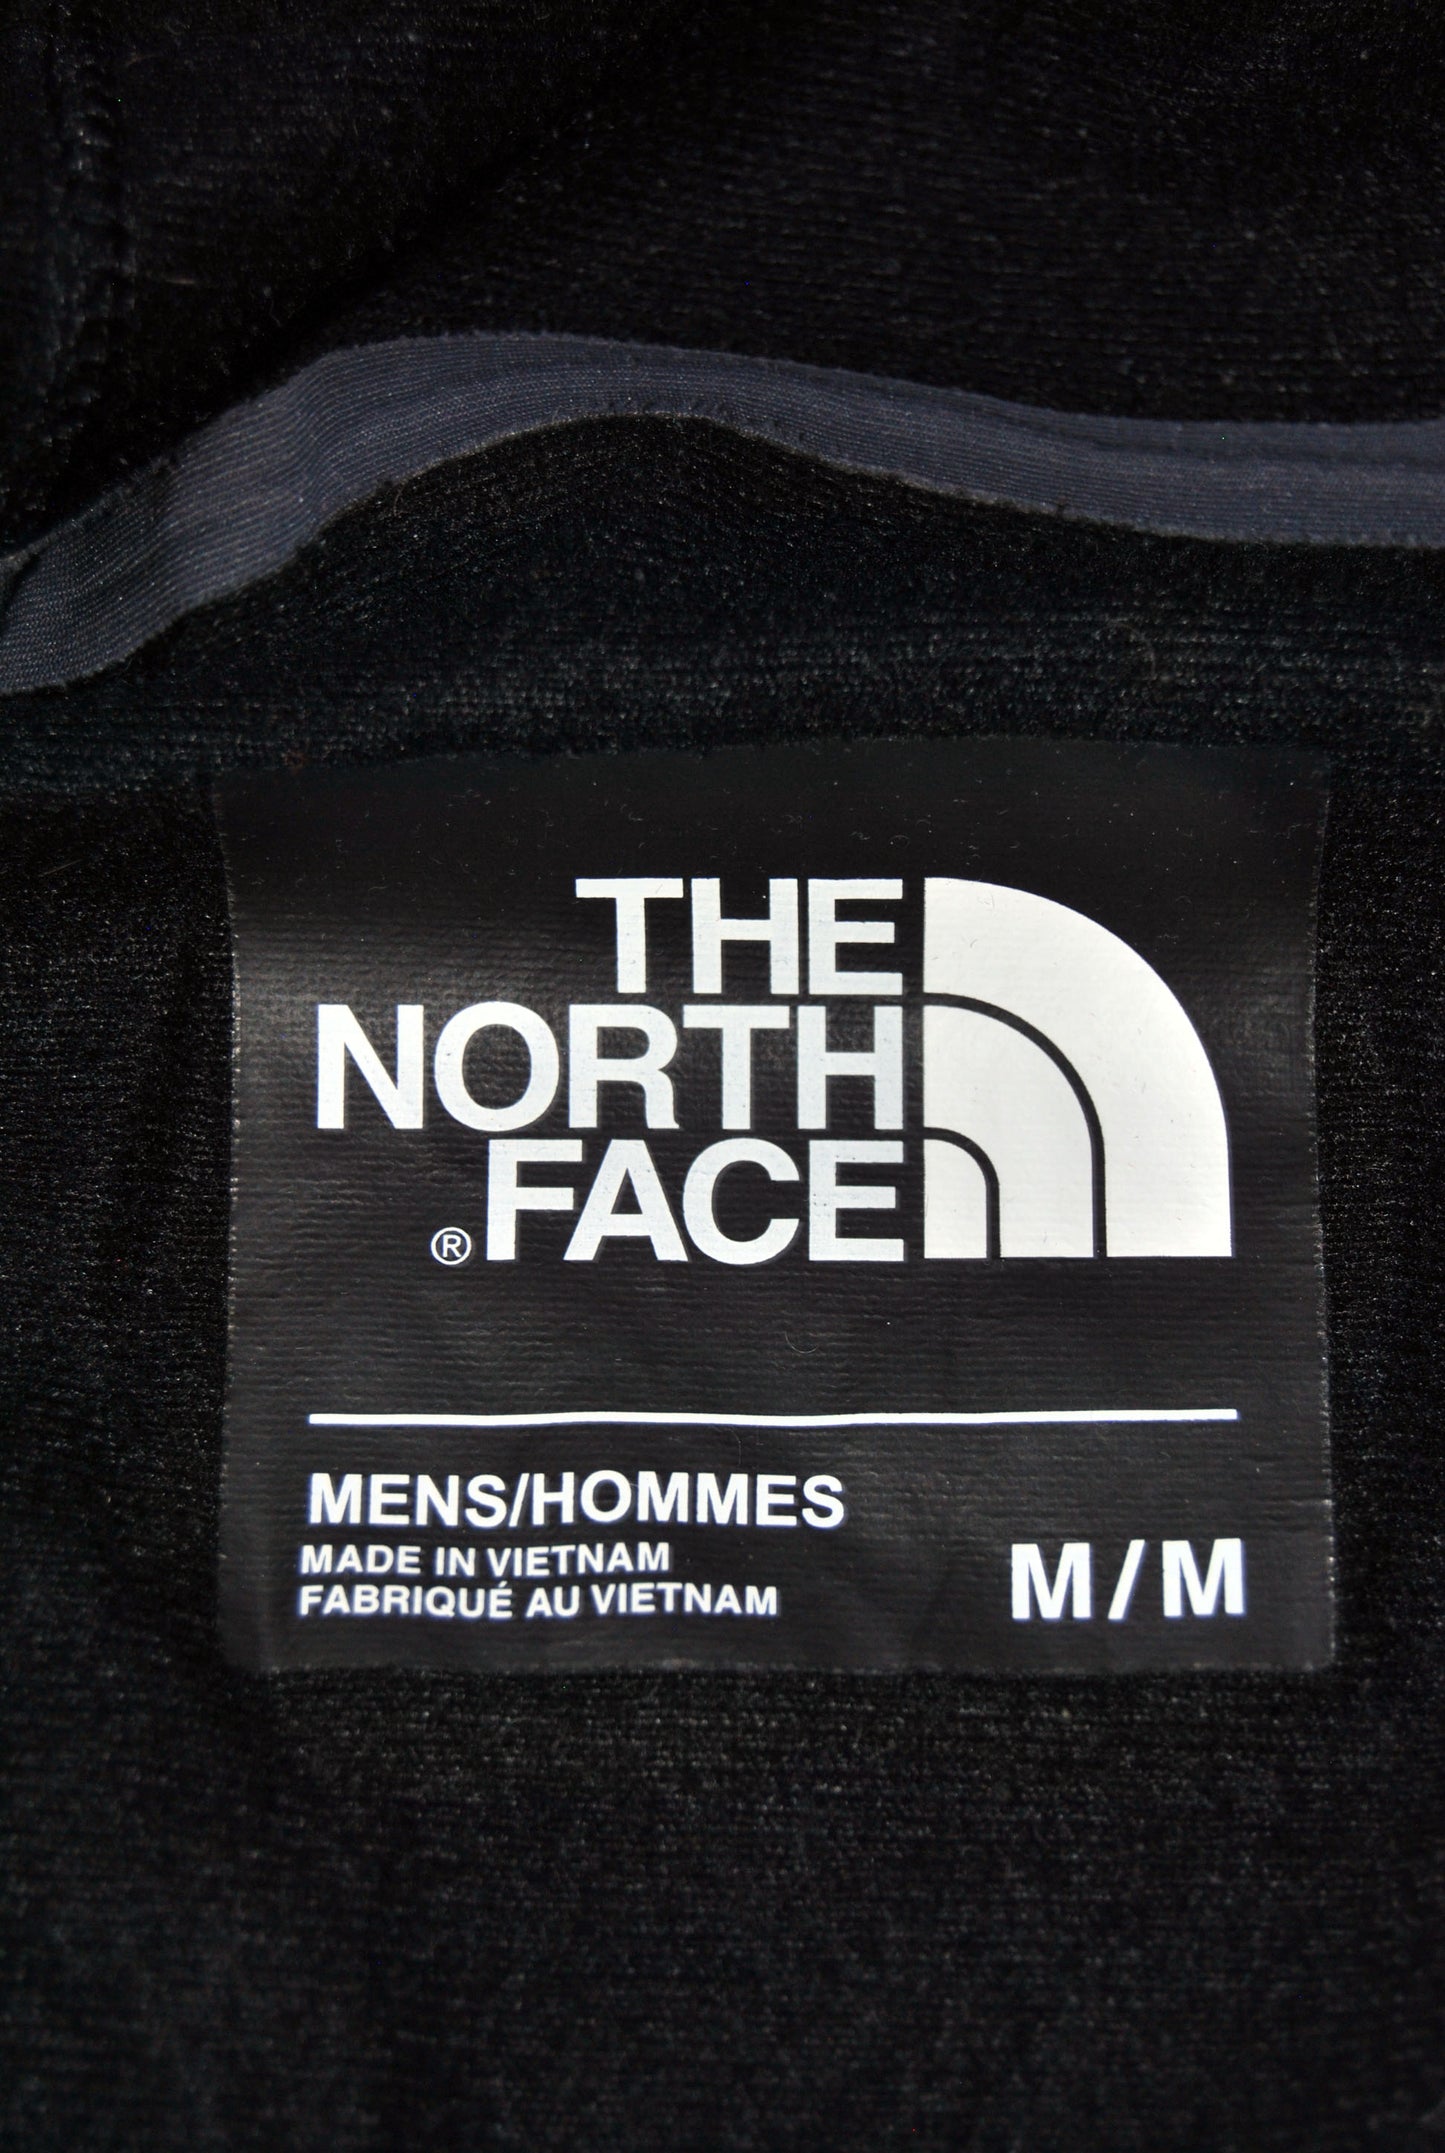 THE
NORTH
® FACE
MENS/HOMMES
MADE IN VIETNAM
FABRIQUÉ AU VIETNAM
M / M